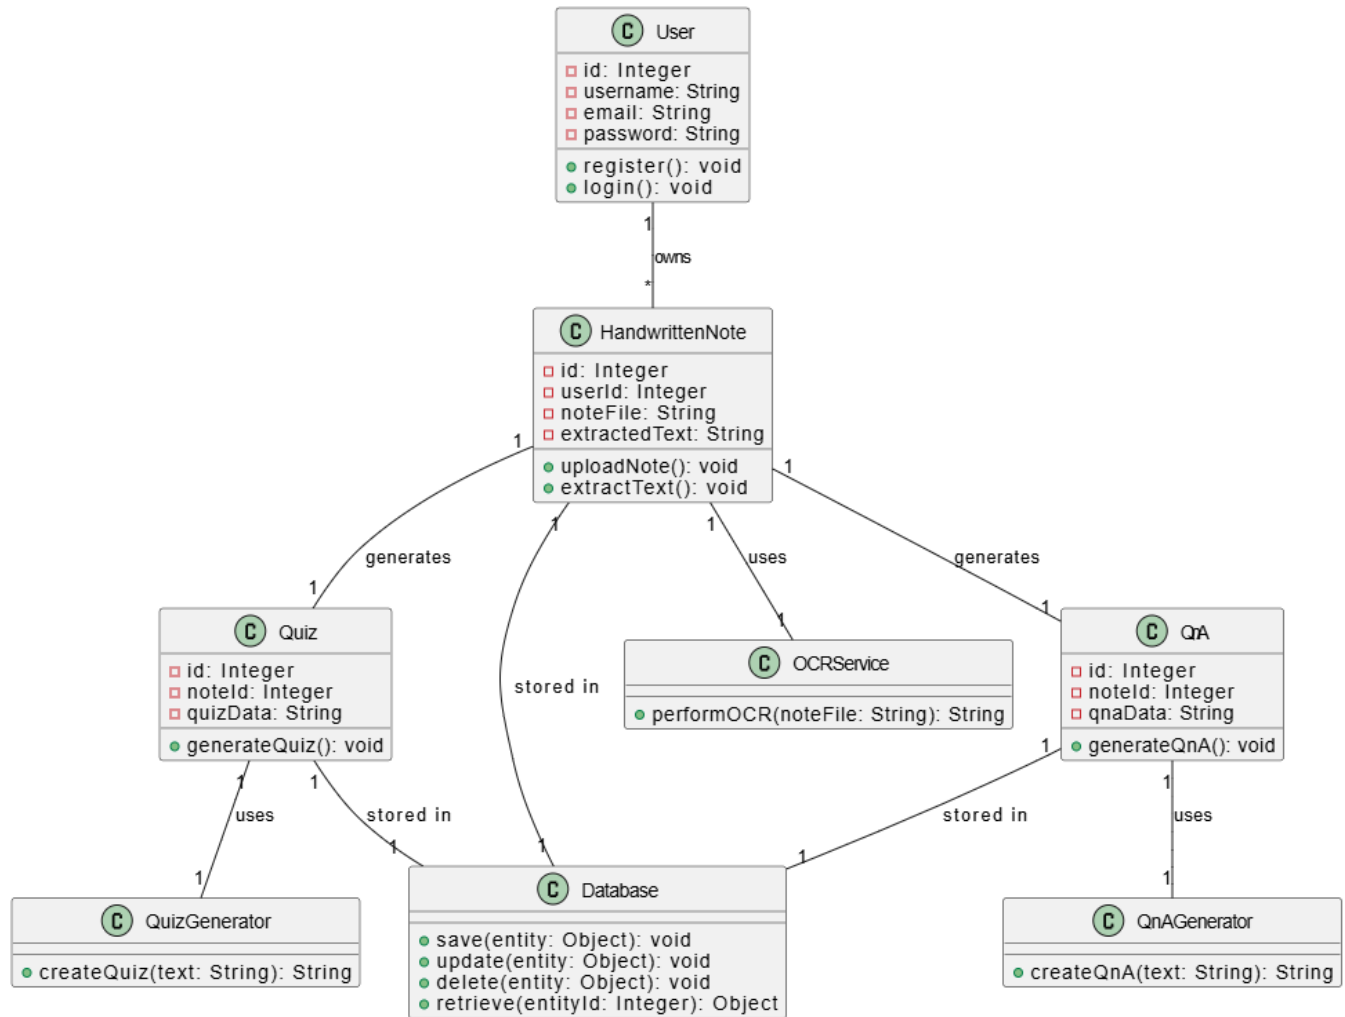 C User
id: Integer
username: String
email: String
password: String
register(): void
login(): void
1
owns
*
C HandwrittenNote
id: Integer
userId: Integer
noteFile: String
extractedText: String
uploadNote(): void
extractText(): void
1
1
1
1
generates
uses
generates
1
1
1
C Quiz
id: Integer
noteId: Integer
quizData: String
generateQuiz(): void
stored in
C OCRService
performOCR(noteFile: String): String
C QnA
id: Integer
noteId: Integer
qnaData: String
generateQnA(): void
1
1
1
1
uses
stored in
stored in
uses
1
1
1
1
1
C QuizGenerator
createQuiz(text: String): String
C Database
save(entity: Object): void
update(entity: Object): void
delete(entity: Object): void
retrieve(entityId: Integer): Object
C QnAGenerator
createQnA(text: String): String